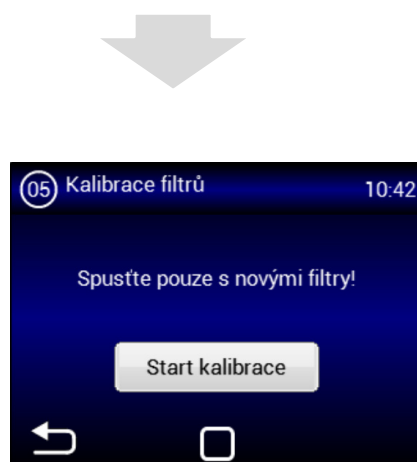 05 Kalibrace filtrů 10:42
Spusťte pouze s novými filtry!
Start kalibrace